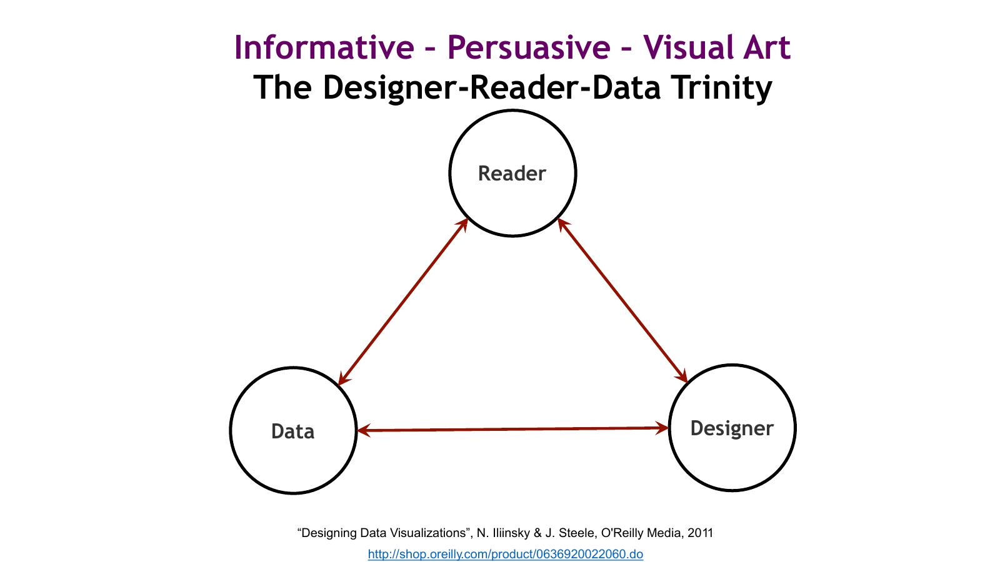 Informative – Persuasive – Visual Art
The Designer-Reader-Data Trinity
Reader
Data
Designer
“Designing Data Visualizations”, N. Iliinsky & J. Steele, O'Reilly Media, 2011
http://shop.oreilly.com/product/0636920022060.do